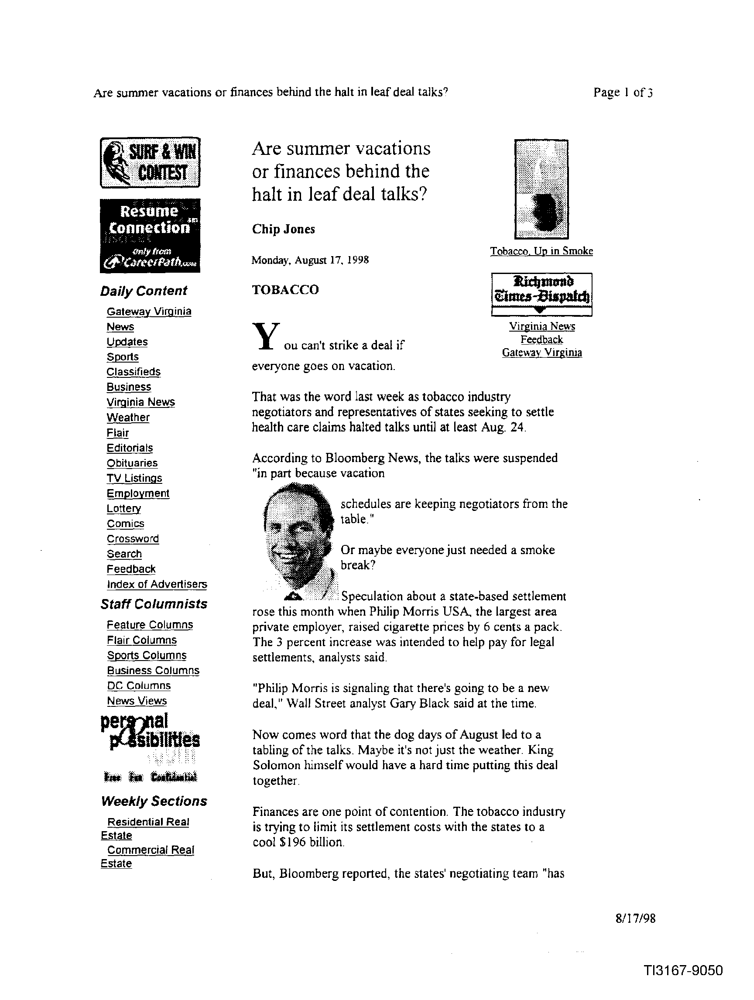 Are summer vacations or finances behind the halt in leaf deal talks?
Page 1 of 3
SURF & WIN
CONTEST
Resume
Connection
sm
Only from
CareerPath.com
Daily Content
Gateway Virginia
News
Updates
Sports
Classifieds
Business
Virginia News
Weather
Flair
Editorials
Obituaries
TV Listings
Employment
Lottery
Comics
Crossword
Search
Feedback
Index of Advertisers
Staff Columnists
Feature Columns
Flair Columns
Sports Columns
Business Columns
DC Columns
News Views
personal
possibilities
Free Fun Confidential
Weekly Sections
Residential Real
Estate
Commercial Real
Estate
Are summer vacations
or finances behind the
halt in leaf deal talks?
Chip Jones
Monday, August 17, 1998
TOBACCO
You can't strike a deal if
everyone goes on vacation.
That was the word last week as tobacco industry
negotiators and representatives of states seeking to settle
health care claims halted talks until at least Aug. 24.
According to Bloomberg News, the talks were suspended
"in part because vacation
schedules are keeping negotiators from the
table."
Or maybe everyone just needed a smoke
break?
Speculation about a state-based settlement
rose this month when Philip Morris USA, the largest area
private employer, raised cigarette prices by 6 cents a pack.
The 3 percent increase was intended to help pay for legal
settlements, analysts said.
"Philip Morris is signaling that there's going to be a new
deal," Wall Street analyst Gary Black said at the time.
Now comes word that the dog days of August led to a
tabling of the talks. Maybe it's not just the weather. King
Solomon himself would have a hard time putting this deal
together.
Finances are one point of contention. The tobacco industry
is trying to limit its settlement costs with the states to a
cool $196 billion.
But, Bloomberg reported, the states' negotiating team "has
Tobacco, Up in Smoke
Richmond
Times-Dispatch
Virginia News
Feedback
Gateway Virginia
8/17/98
TI3167-9050